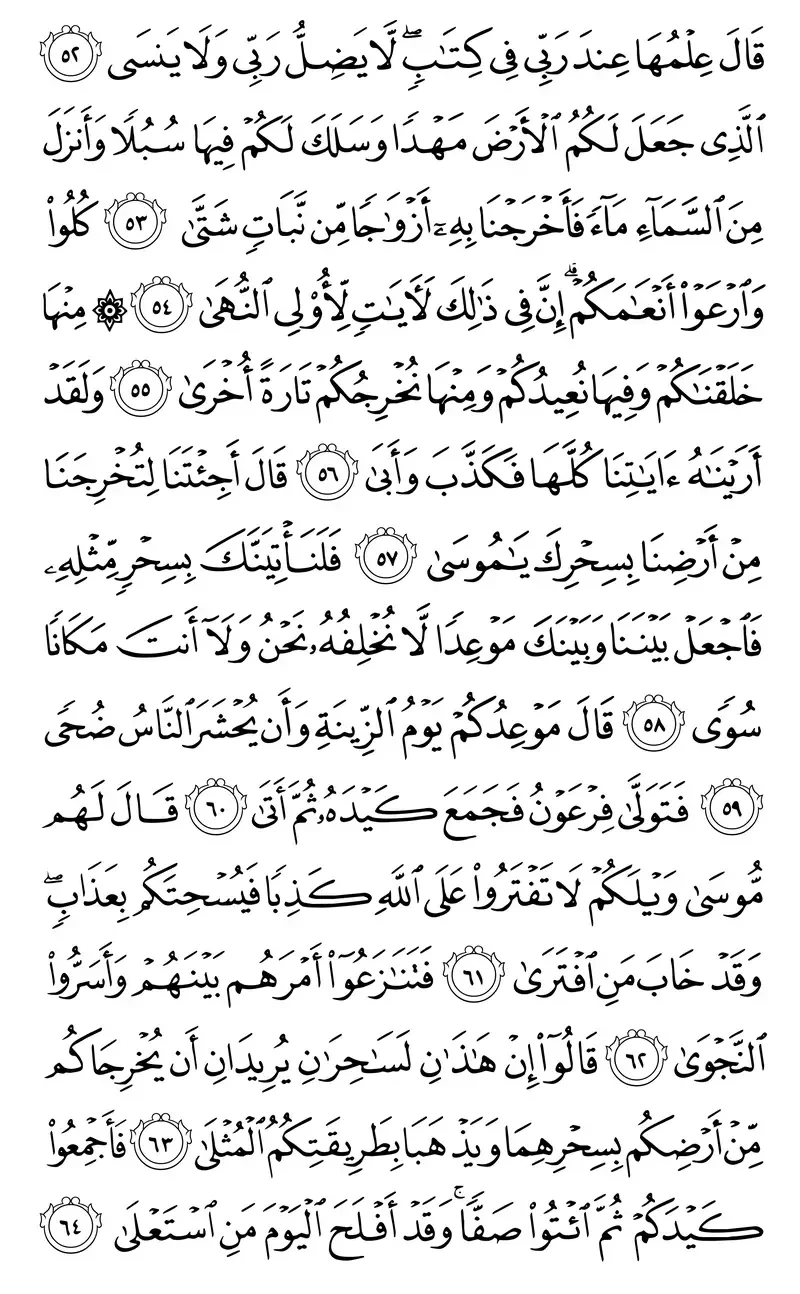 قَالَ عِلْمُهَا عِندَ رَبِّى فِى كِتَٰبٍۢ ۖ لَّا يَضِلُّ رَبِّى وَلَا يَنسَى ٥٢
ٱلَّذِى جَعَلَ لَكُمُ ٱلْأَرْضَ مَهْدًا وَسَلَكَ لَكُمْ فِيهَا سُبُلًا وَأَنزَلَ
مِنَ ٱلسَّمَآءِ مَآءً فَأَخْرَجْنَا بِهِۦٓ أَزْوَٰجًا مِّن نَّبَاتٍ شَتَّىٰ ٥٣ كُلُوا۟
وَٱرْعَوْا۟ أَنْعَٰمَكُمْ ۗ إِنَّ فِى ذَٰلِكَ لَـَٔايَٰتٍ لِّأُو۟لِى ٱلنُّهَىٰ ٥٤ ۞ مِنْهَا
خَلَقْنَٰكُمْ وَفِيهَا نُعِيدُكُمْ وَمِنْهَا نُخْرِجُكُمْ تَارَةً أُخْرَىٰ ٥٥ وَلَقَدْ
أَرَيْنَٰهُ ءَايَٰتِنَا كُلَّهَا فَكَذَّبَ وَأَبَىٰ ٥٦ قَالَ أَجِئْتَنَا لِتُخْرِجَنَا
مِنْ أَرْضِنَا بِسِحْرِكَ يَٰمُوسَىٰ ٥٧ فَلَنَأْتِيَنَّكَ بِسِحْرٍ مِّثْلِهِۦ
فَٱجْعَلْ بَيْنَنَا وَبَيْنَكَ مَوْعِدًا لَّا نُخْلِفُهُۥ نَحْنُ وَلَآ أَنتَ مَكَانًا
سُوًى ٥٨ قَالَ مَوْعِدُكُمْ يَوْمُ ٱلزِّينَةِ وَأَن يُحْشَرَ ٱلنَّاسُ ضُحًى
٥٩ فَتَوَلَّىٰ فِرْعَوْنُ فَجَمَعَ كَيْدَهُۥ ثُمَّ أَتَىٰ ٦٠ قَالَ لَهُم
مُّوسَىٰ وَيْلَكُمْ لَا تَفْتَرُوا۟ عَلَى ٱللَّهِ كَذِبًا فَيُسْحِتَكُم بِعَذَابٍ ۖ
وَقَدْ خَابَ مَنِ ٱفْتَرَىٰ ٦١ فَتَنَٰزَعُوٓا۟ أَمْرَهُم بَيْنَهُمْ وَأَسَرُّوا۟
ٱلنَّجْوَىٰ ٦٢ قَالُوٓا۟ إِنْ هَٰذَٰنِ لَسَٰحِرَٰنِ يُرِيدَانِ أَن يُخْرِجَاكُم
مِّنْ أَرْضِكُم بِسِحْرِهِمَا وَيَذْهَبَا بِطَرِيقَتِكُمُ ٱلْمُثْلَىٰ ٦٣ فَأَجْمِعُوا۟
كَيْدَكُمْ ثُمَّ ٱئْتُوا۟ صَفًّا ۚ وَقَدْ أَفْلَحَ ٱلْيَوْمَ مَنِ ٱسْتَعْلَىٰ ٦٤